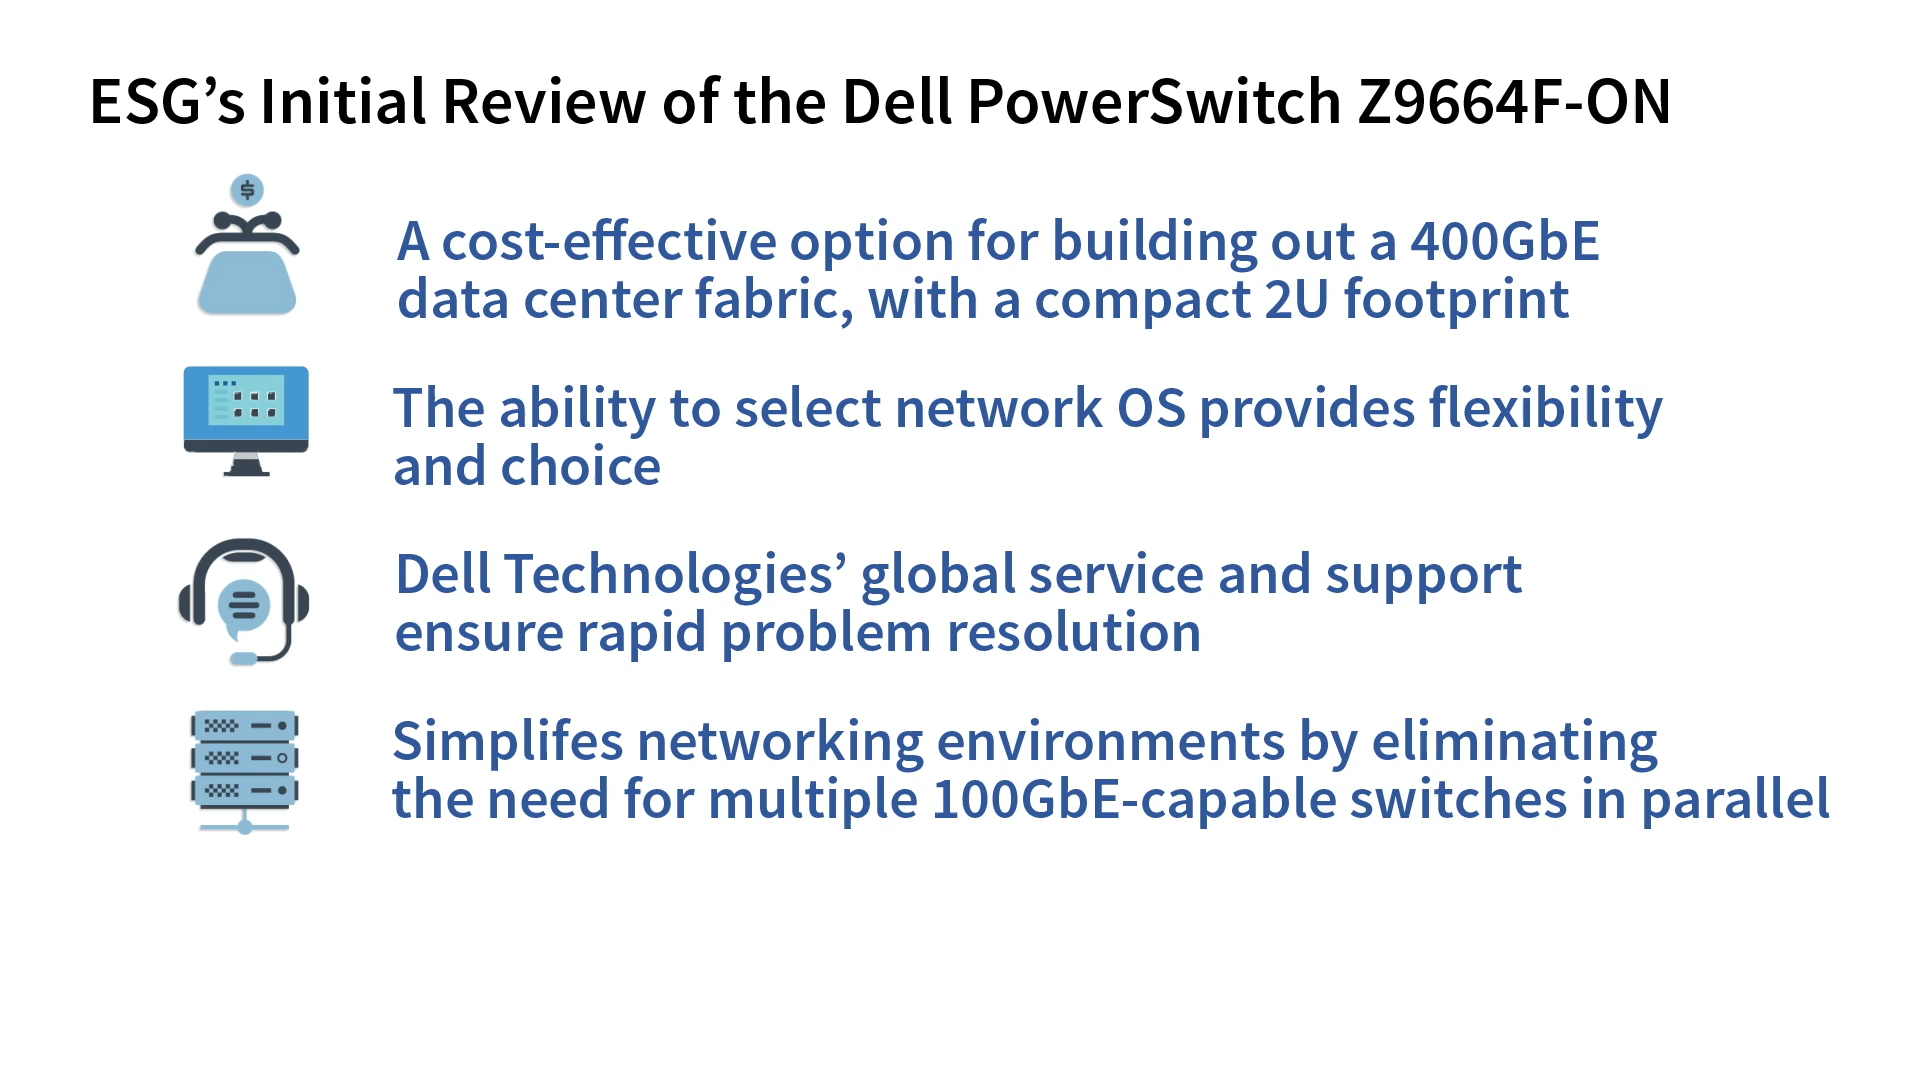 ESG’s Initial Review of the Dell PowerSwitch Z9664F-ON
$
A cost-effective option for building out a 400GbE
data center fabric, with a compact 2U footprint
The ability to select network OS provides flexibility
and choice
Dell Technologies’ global service and support
ensure rapid problem resolution
Simplifes networking environments by eliminating
the need for multiple 100GbE-capable switches in parallel